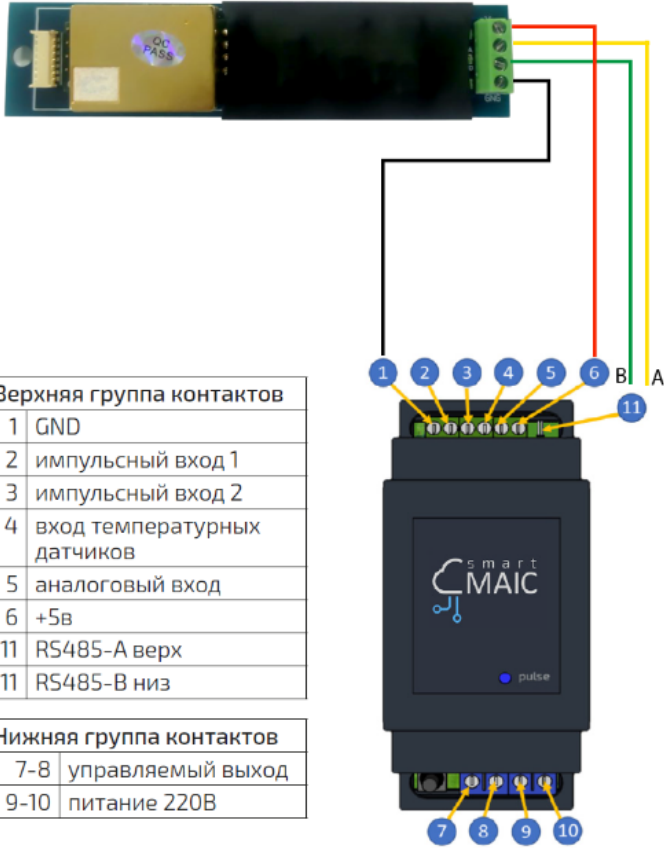 QC
PASS
GND
1 2 3 4 5 6 B A
11
Верхняя группа контактов
1 GND
2 импульсный вход 1
3 импульсный вход 2
4 вход температурных
датчиков
5 аналоговый вход
6 +5в
11 RS485-A верх
11 RS485-B низ
smart
MAIC
pulse
Нижняя группа контактов
7-8 управляемый выход
9-10 питание 220В
7 8 9 10